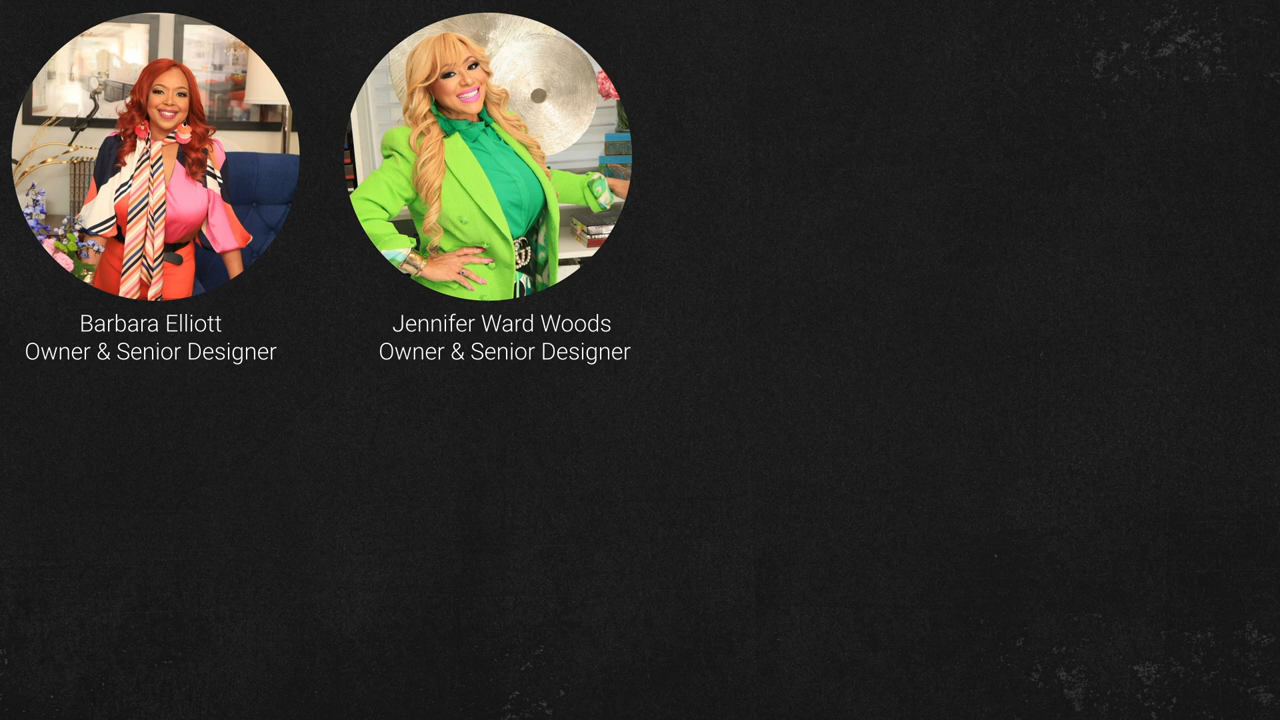 Barbara Elliott
Owner & Senior Designer
Jennifer Ward Woods
Owner & Senior Designer